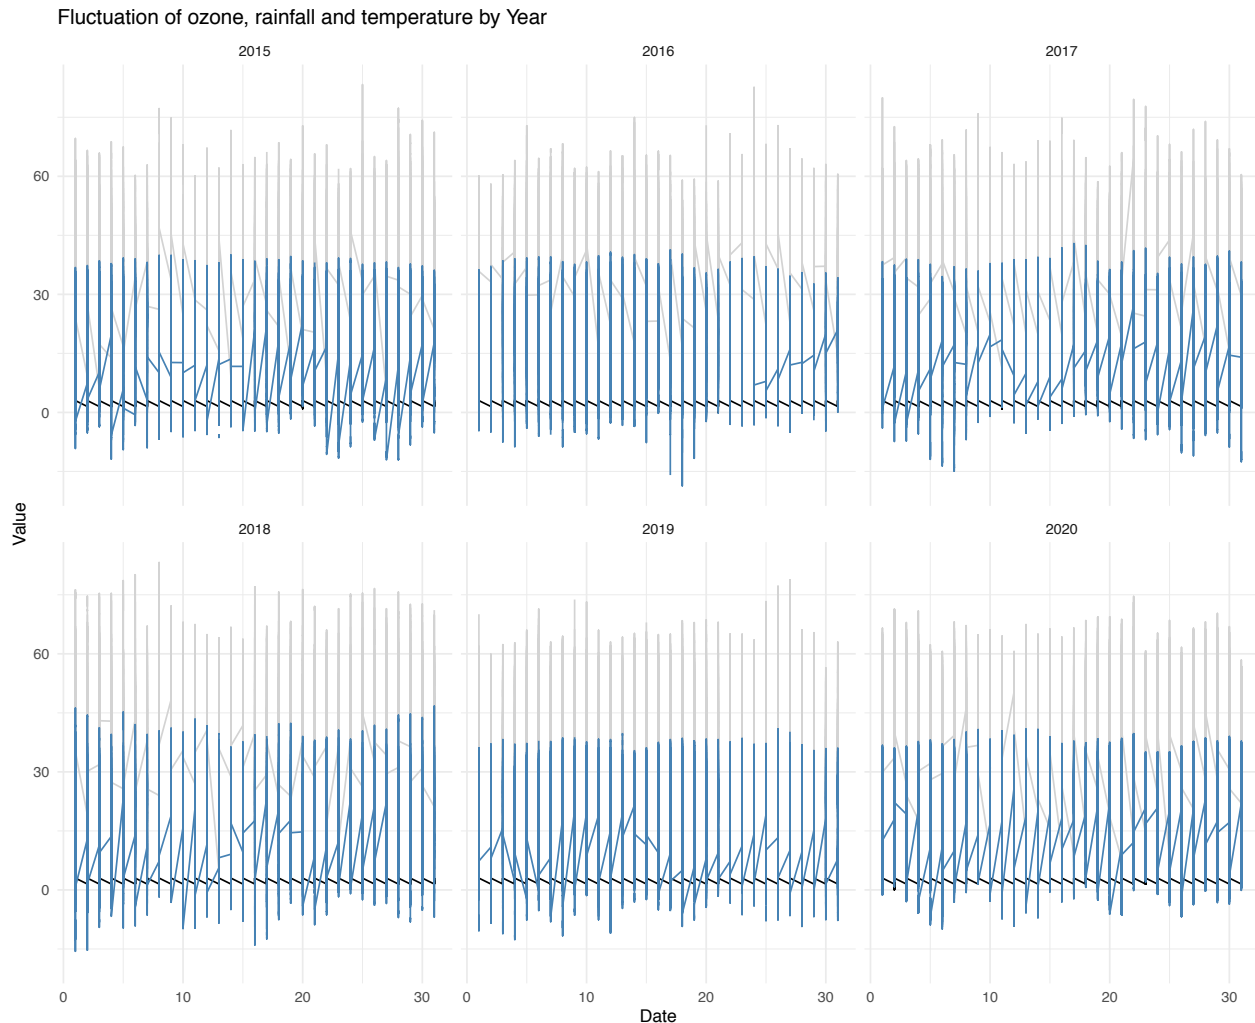 Fluctuation of ozone, rainfall and temperature by Year
2015 2016 2017
60
30
0
Value
2018 2019 2020
60
30
0
0 10 20 30 0 10 20 30 0 10 20 30
Date